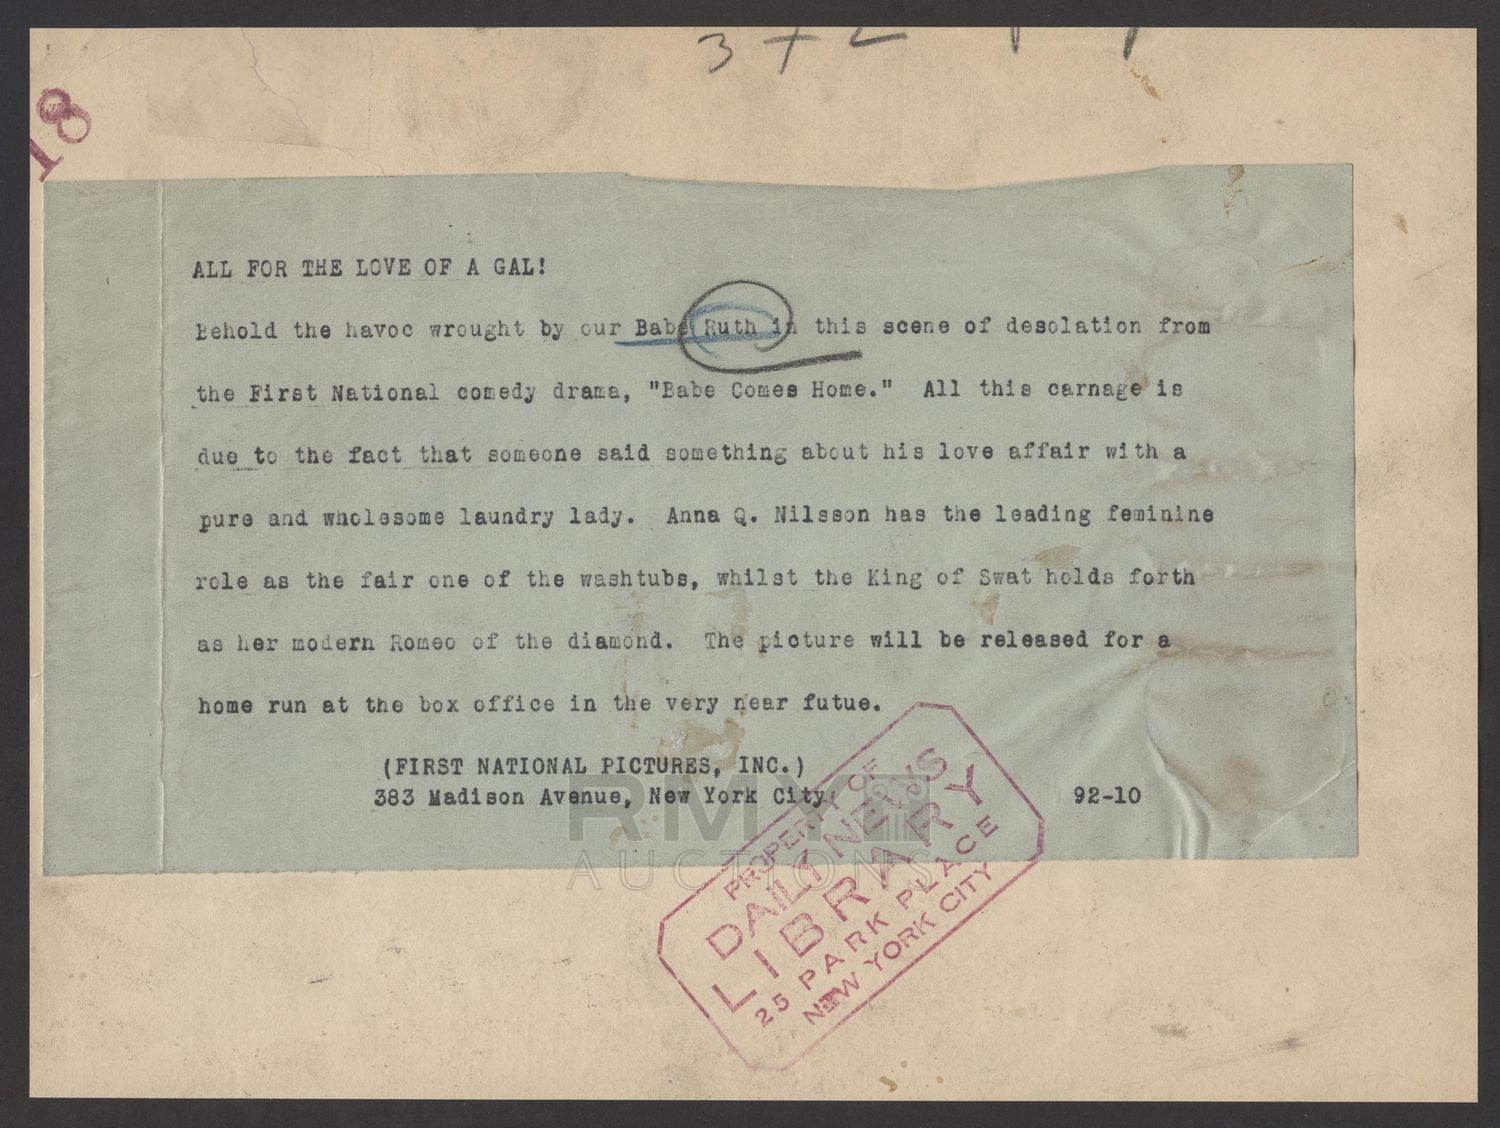 3 + 2
18
ALL FOR THE LOVE OF A GAL!
Behold the havoc wrought by our Babe Ruth in this scene of desolation from
the First National comedy drama, "Babe Comes Home." All this carnage is
due to the fact that someone said something about his love affair with a
pure and wholesome laundry lady. Anna Q. Nilsson has the leading feminine
role as the fair one of the washtubs, whilst the King of Swat holds forth
as her modern Romeo of the diamond. The picture will be released for a
home run at the box office in the very near futue.
(FIRST NATIONAL PICTURES, INC.)
383 Madison Avenue, New York City
92-10
RMY
AUCTIONS
PROPERTY OF
DAILY NEWS
LIBRARY
25 PARK PLACE
NEW YORK CITY